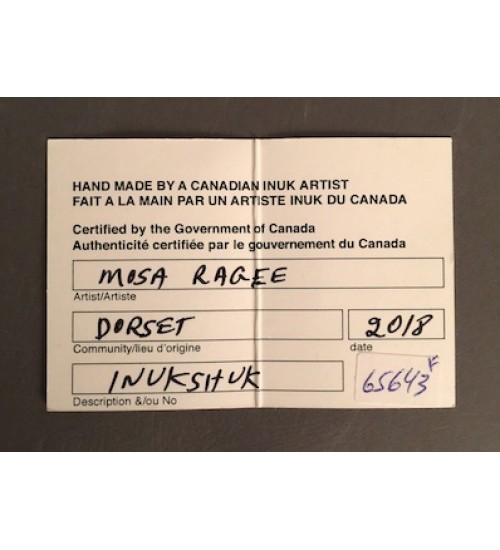 HAND MADE BY A CANADIAN INUK ARTIST
FAIT A LA MAIN PAR UN ARTISTE INUK DU CANADA
Certified by the Government of Canada
Authenticité certifiée par le gouvernement du Canada
MOSA RAGEE
Artist/Artiste
DORSET 2018
Community/lieu d'origine date
INUKSHUK 65643F
Description &/ou No